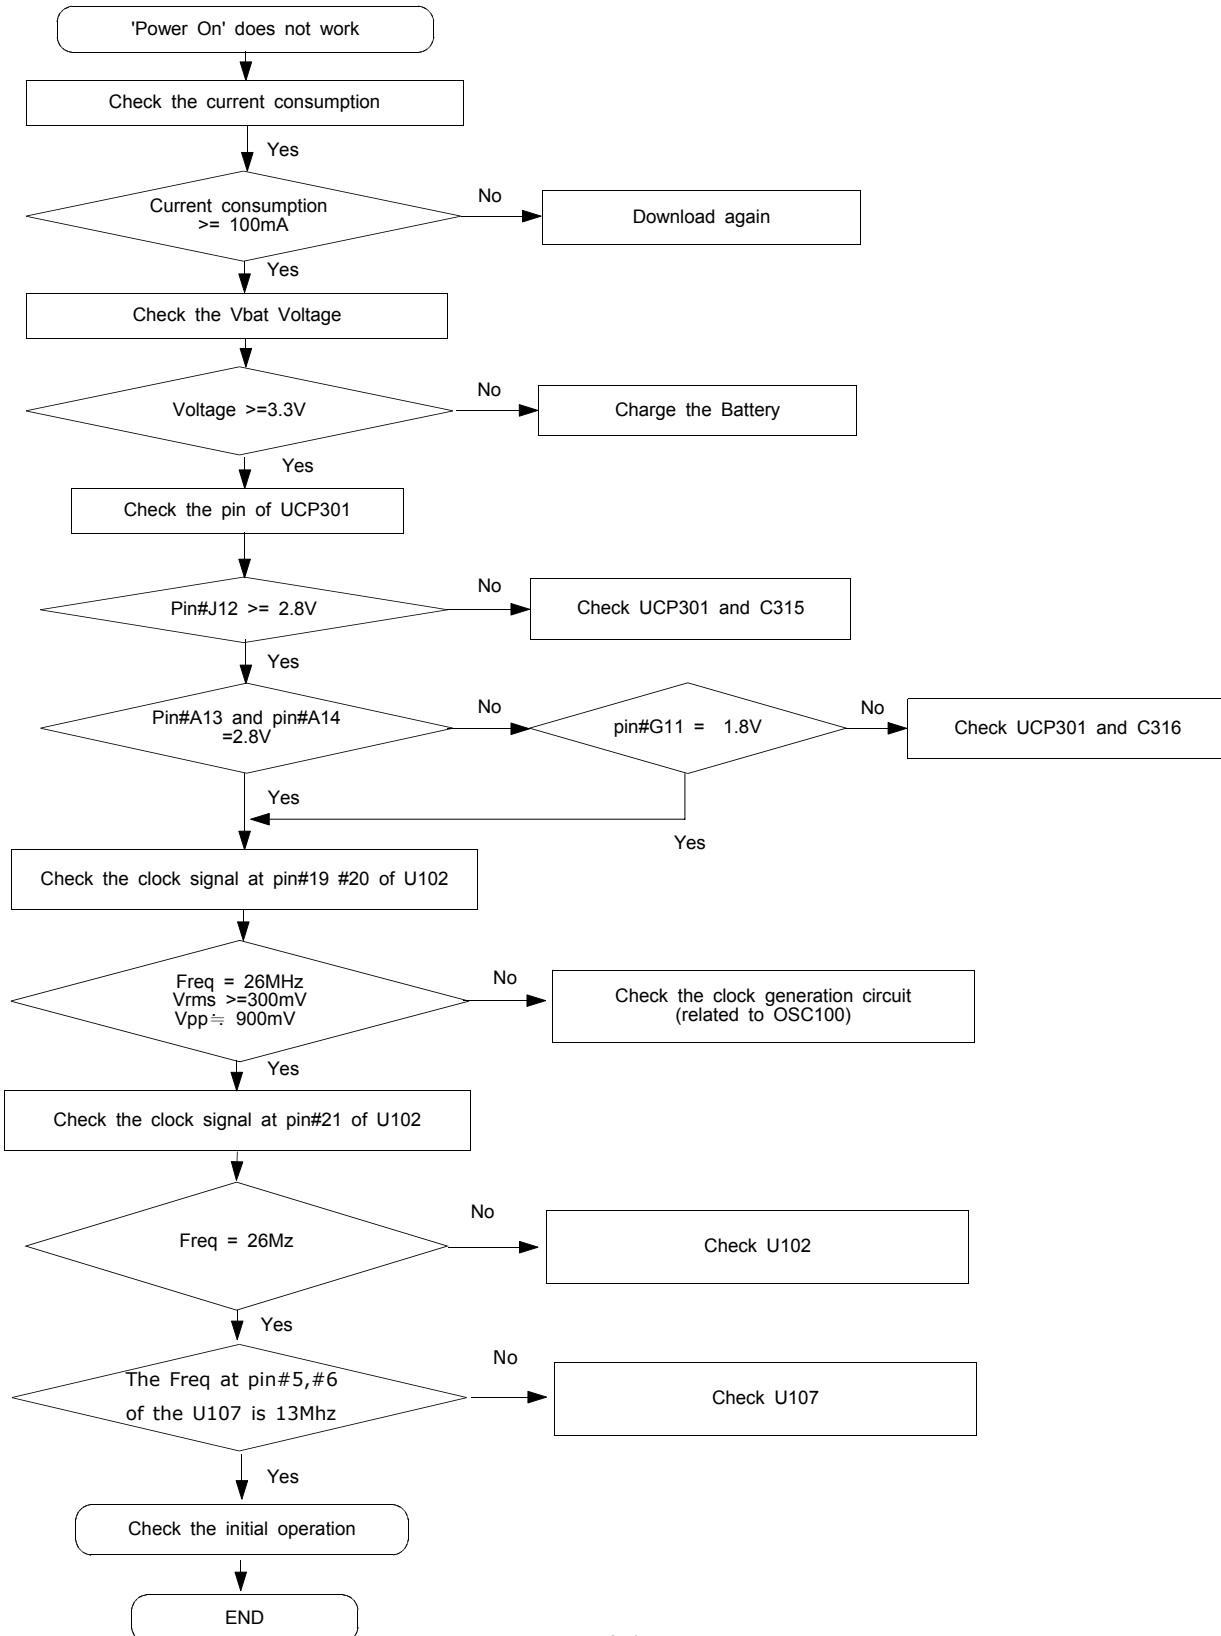 'Power On' does not work
Check the current consumption
Yes
Current consumption
>= 100mA
No
Download again
Yes
Check the Vbat Voltage
Voltage >=3.3V
No
Charge the Battery
Yes
Check the pin of UCP301
Pin#J12 >= 2.8V
No
Check UCP301 and C315
Yes
Pin#A13 and pin#A14
=2.8V
No
pin#G11 = 1.8V
No
Check UCP301 and C316
Yes
Yes
Check the clock signal at pin#19 #20 of U102
Freq = 26MHz
Vrms >=300mV
Vpp≒ 900mV
No
Check the clock generation circuit
(related to OSC100)
Yes
Check the clock signal at pin#21 of U102
Freq = 26Mz
No
Check U102
Yes
The Freq at pin#5,#6
of the U107 is 13Mhz
No
Check U107
Yes
Check the initial operation
END